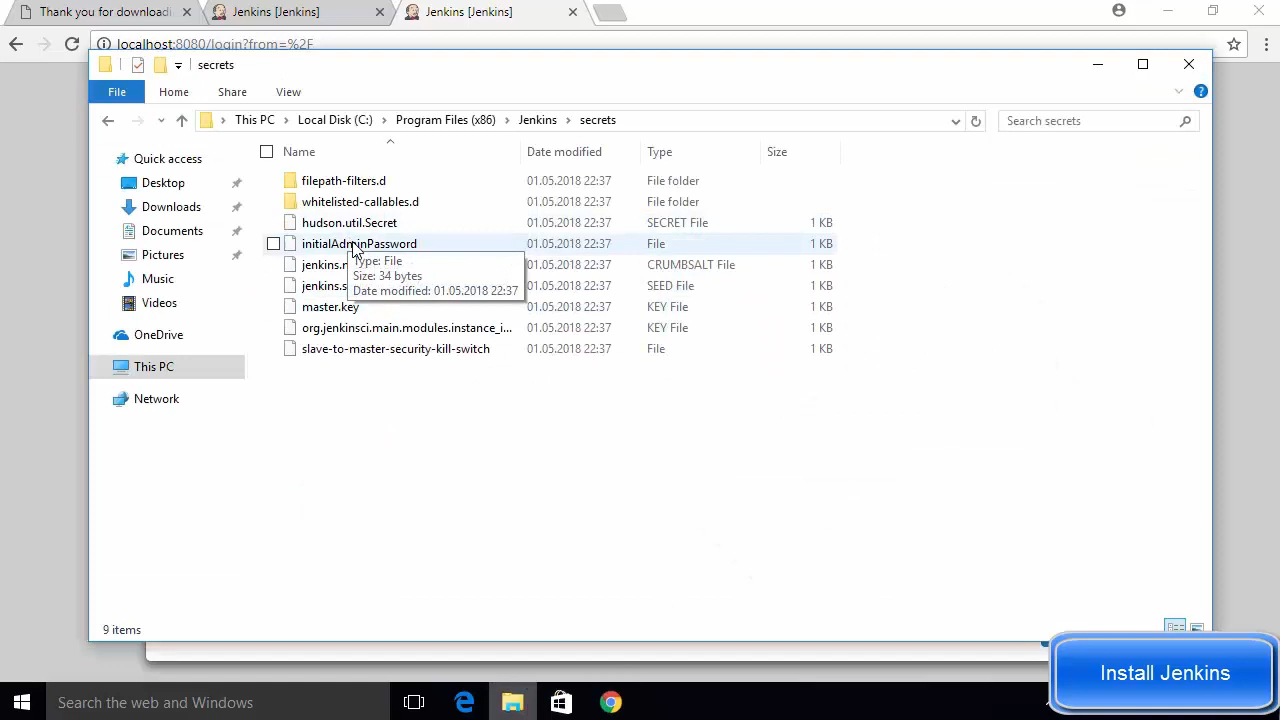 Thank you for downloadi
Jenkins [Jenkins]
Jenkins [Jenkins]
localhost:8080/login?from=%2F
secrets
File
Home
Share
View
This PC
Local Disk (C:)
Program Files (x86)
Jenkins
secrets
Search secrets
Name
Date modified
Type
Size
Quick access
Desktop
Downloads
Documents
Pictures
Music
Videos
OneDrive
This PC
Network
filepath-filters.d 01.05.2018 22:37 File folder
whitelisted-callables.d 01.05.2018 22:37 File folder
hudson.util.Secret 01.05.2018 22:37 SECRET File 1 KB
initialAdminPassword 01.05.2018 22:37 File 1 KB
jenkins.m 01.05.2018 22:37 CRUMBSALT File 1 KB
jenkins.s 01.05.2018 22:37 SEED File 1 KB
master.key 01.05.2018 22:37 KEY File 1 KB
org.jenkinsci.main.modules.instance_i... 01.05.2018 22:37 KEY File 1 KB
slave-to-master-security-kill-switch 01.05.2018 22:37 File 1 KB
Type: File
Size: 34 bytes
Date modified: 01.05.2018 22:37
9 items
Install Jenkins
Search the web and Windows